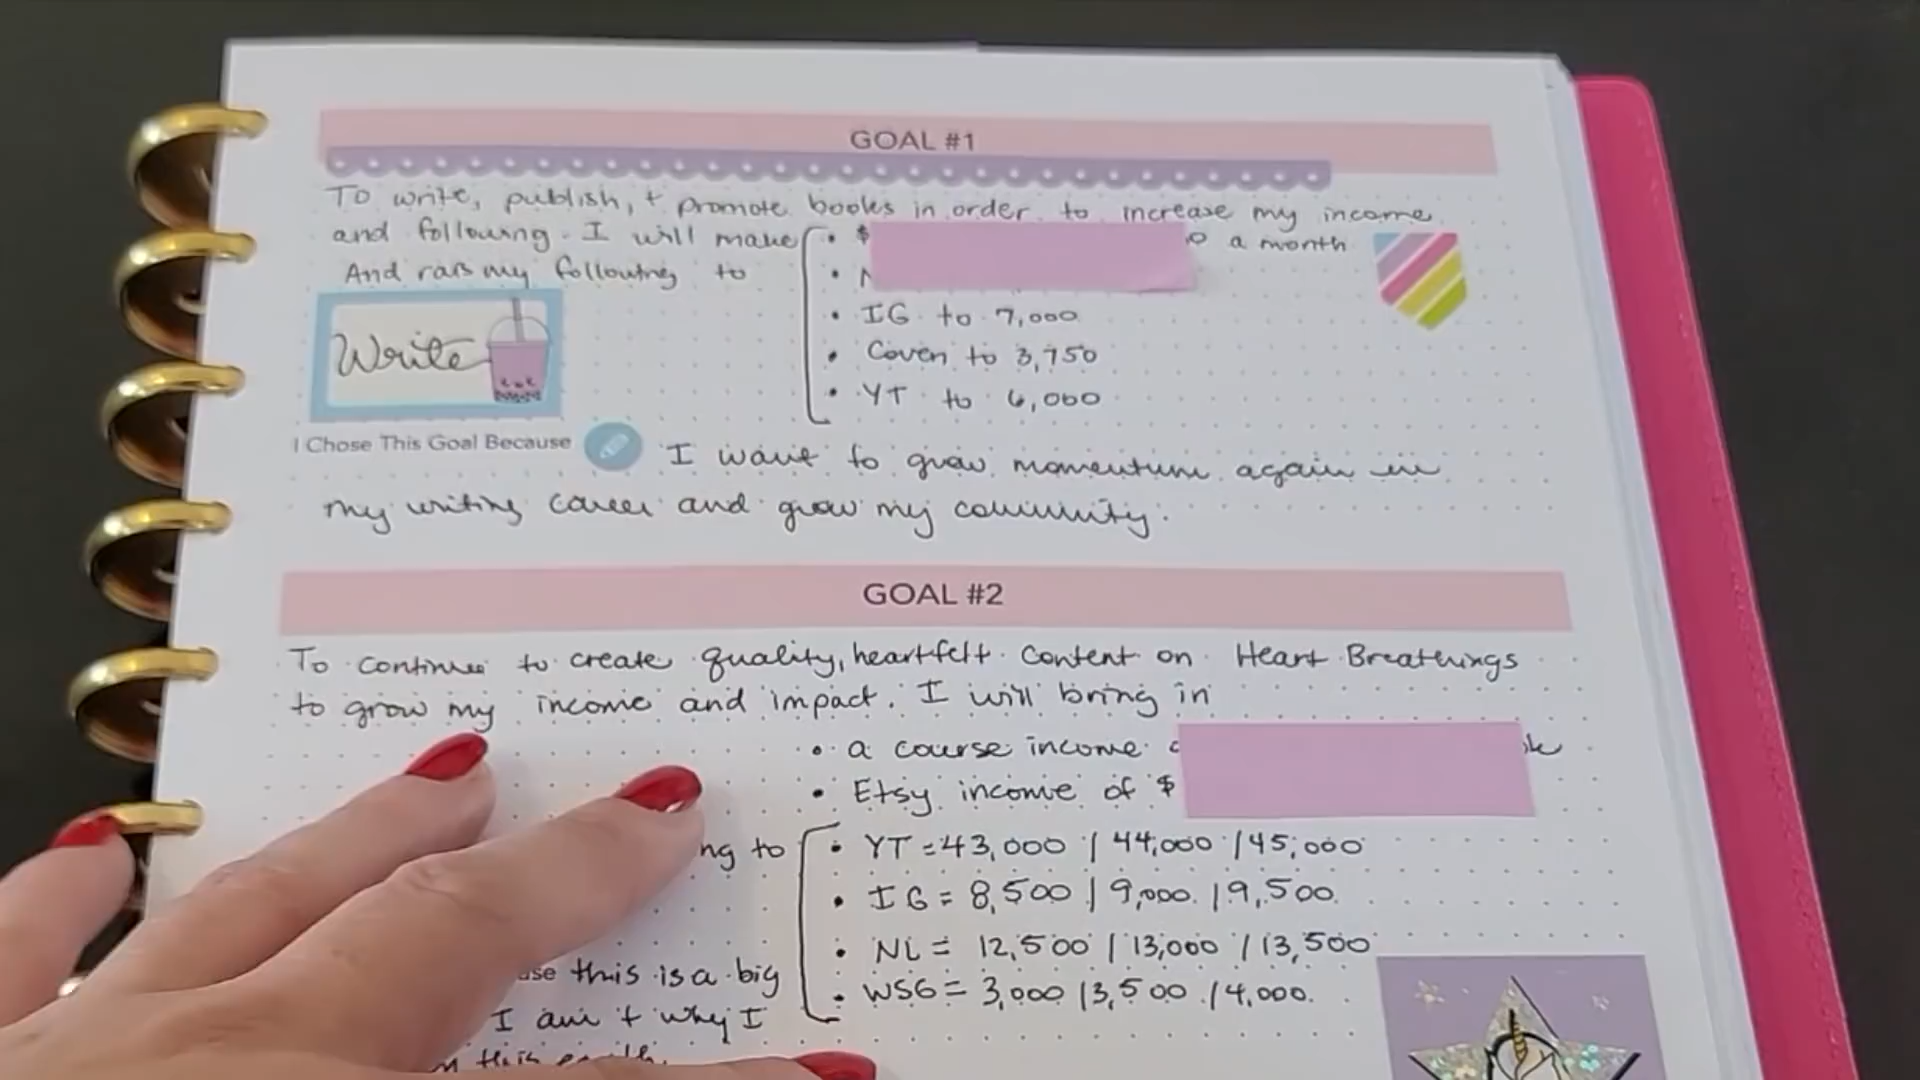 GOAL #1
To write, publish, + promote books in order to increase my income
and following. I will make • $ o a month
And rais my following to •
• IG to 7,000
Write
• Coven to 3,750
• YT to 6,000
I Chose This Goal Because I want to grow momentum again in
my writing career and grow my community.
GOAL #2
To continue to create quality, heartfelt content on Heart Breathings
to grow my income and impact. I will bring in
• a course income
• Etsy income of $
ng to • YT = 43,000 / 44,000 / 45,000
• IG = 8,500 / 9,000 / 9,500
• NL = 12,500 / 13,000 / 13,500
use this is a big
• WSG = 3,000 / 3,500 / 4,000
I am + why I
this earth.